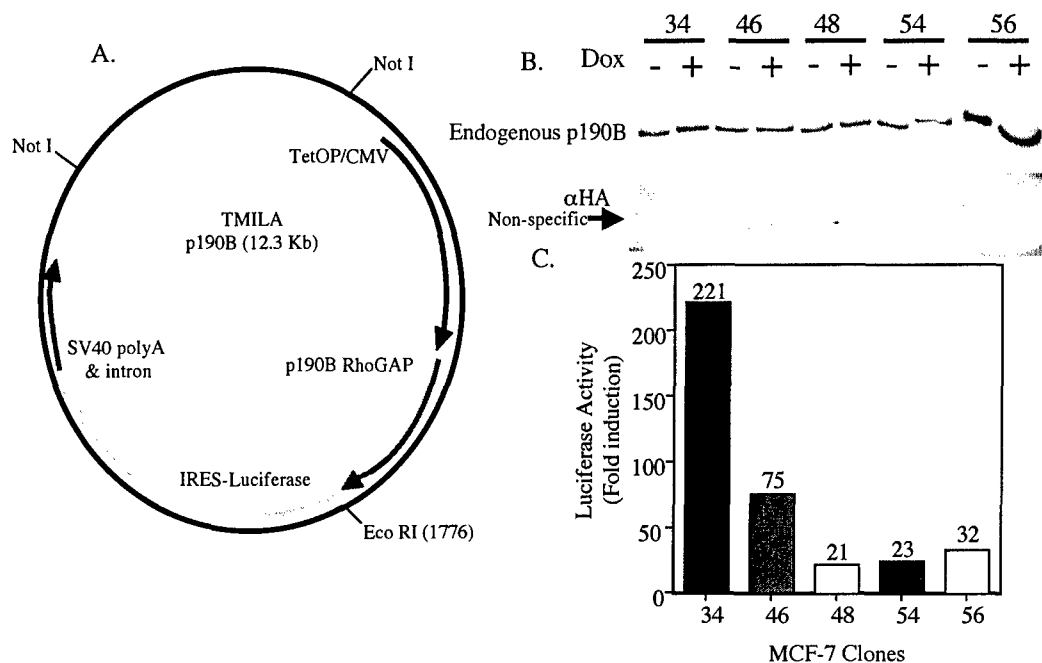 A.
Not I
Not I
TetOP/CMV
TMILA
p190B (12.3 Kb)
SV40 polyA
& intron
p190B RhoGAP
IRES-Luciferase
Eco RI (1776)
34 46 48 54 56
B. Dox - + - + - + - + - +
Endogenous p190B
αHA
Non-specific
C.
Luciferase Activity
(Fold induction)
250
200
150
100
50
0
221
75
21
23
32
34 46 48 54 56
MCF-7 Clones